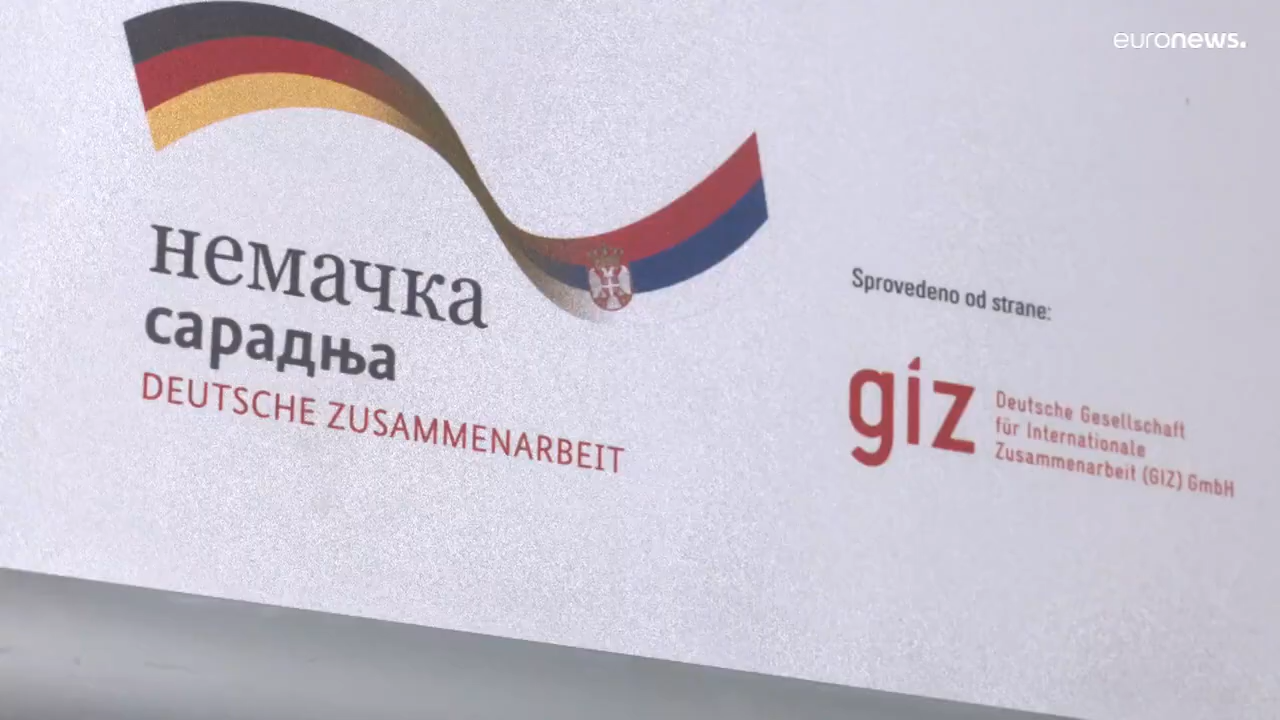 euronews.
немачка
сарадња
DEUTSCHE ZUSAMMENARBEIT
Sprovedeno od strane:
giz
Deutsche Gesellschaft
für Internationale
Zusammenarbeit (GIZ) GmbH